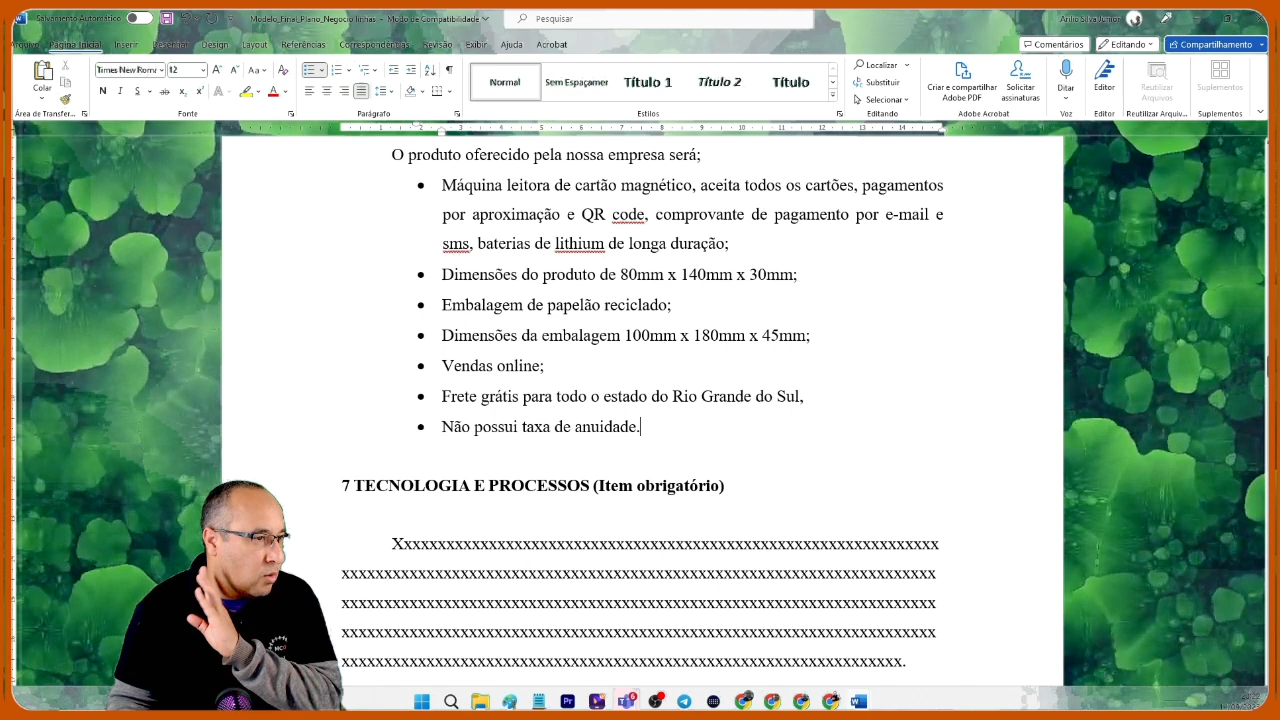 Salvamento Automático
Modelo_Final_Plano_Negocio linhas - Modo de Compatibilidade
Pesquisar
Arquivo Página Inicial Inserir Desenhar Design Layout Referências Correspondências Revisão Exibir Ajuda Acrobat
Comentários Editando Compartilhamento
Colar
Times New Roma 12
Normal Sem Espaçamer Título 1 Título 2 Título
Localizar
Substituir
Selecionar
Criar e compartilhar Adobe PDF
Solicitar assinaturas
Ditar
Editor
Reutilizar Arquivos
Suplementos
Área de Transfer... Fonte Parágrafo Estilos Editando Adobe Acrobat Voz Editor Reutilizar Arquiv... Suplementos
O produto oferecido pela nossa empresa será;
• Máquina leitora de cartão magnético, aceita todos os cartões, pagamentos
por aproximação e QR code, comprovante de pagamento por e-mail e
sms, baterias de lithium de longa duração;
• Dimensões do produto de 80mm x 140mm x 30mm;
• Embalagem de papelão reciclado;
• Dimensões da embalagem 100mm x 180mm x 45mm;
• Vendas online;
• Frete grátis para todo o estado do Rio Grande do Sul,
• Não possui taxa de anuidade.
7 TECNOLOGIA E PROCESSOS (Item obrigatório)